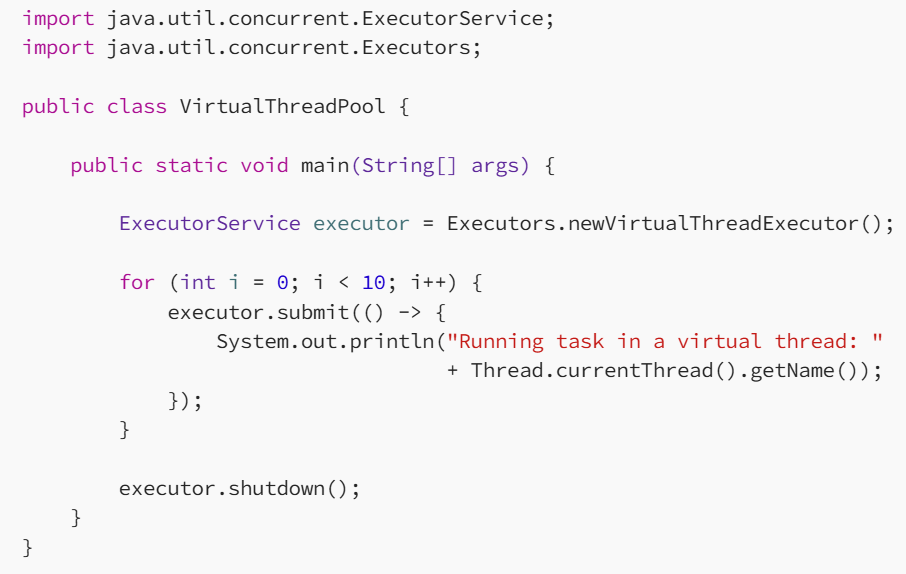 import java.util.concurrent.ExecutorService;
import java.util.concurrent.Executors;

public class VirtualThreadPool {

    public static void main(String[] args) {

        ExecutorService executor = Executors.newVirtualThreadExecutor();

        for (int i = 0; i < 10; i++) {
            executor.submit(() -> {
                System.out.println("Running task in a virtual thread: "
                                   + Thread.currentThread().getName());
            });
        }

        executor.shutdown();
    }
}